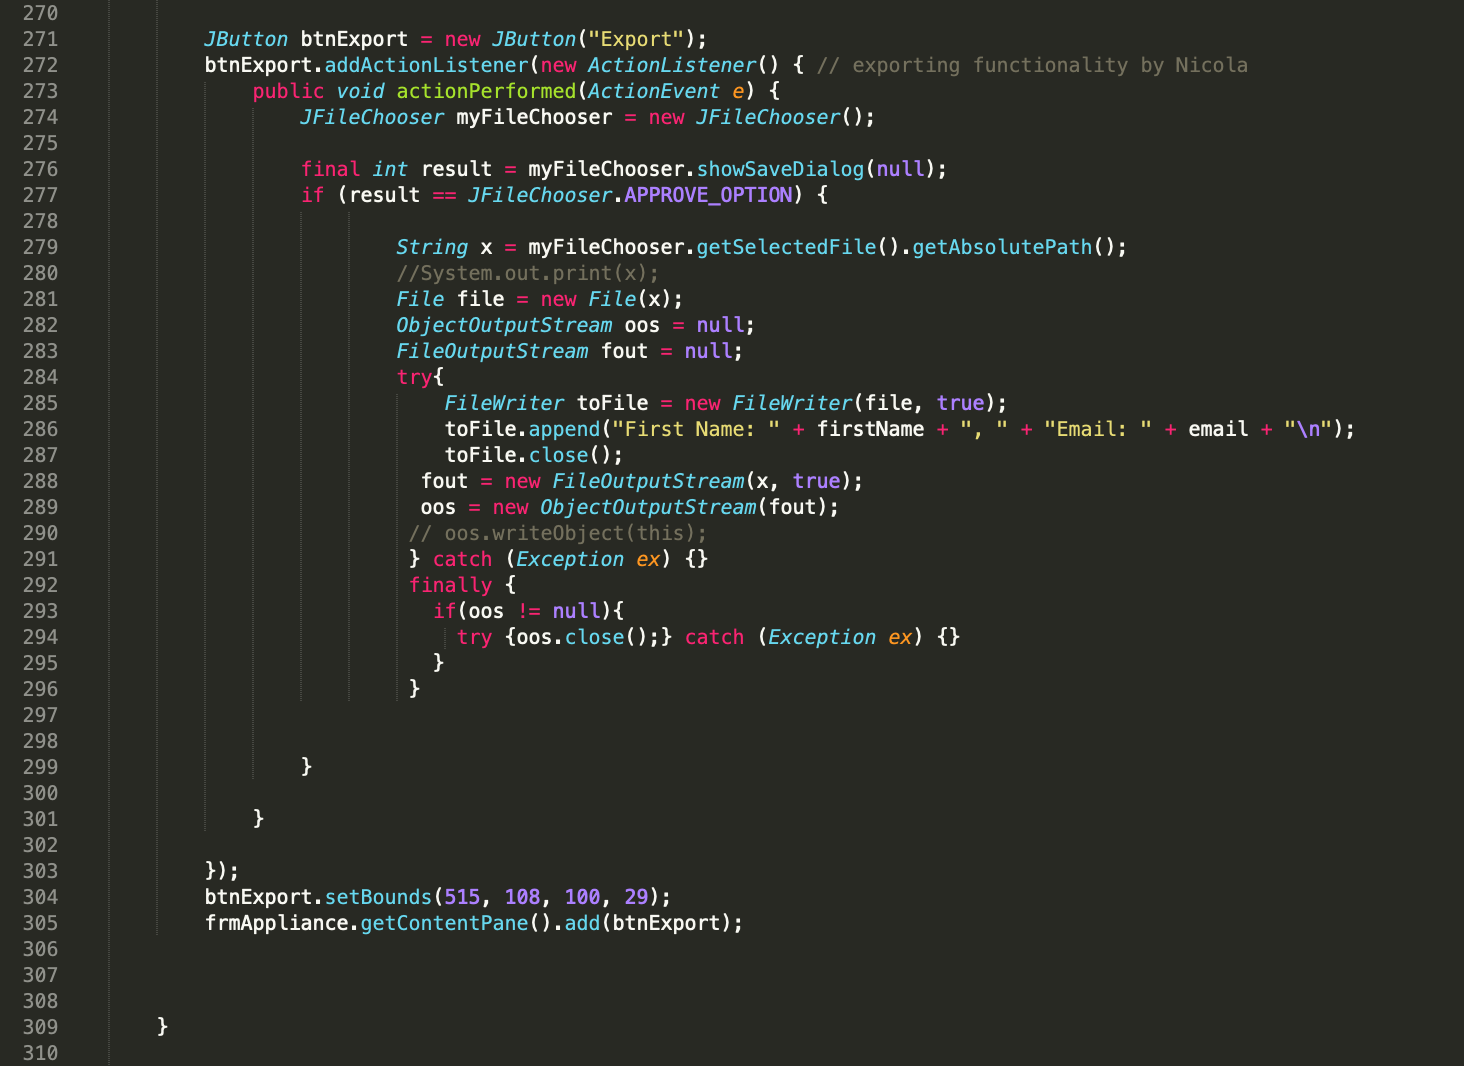 270
271 JButton btnExport = new JButton("Export");
272 btnExport.addActionListener(new ActionListener() { // exporting functionality by Nicola
273 public void actionPerformed(ActionEvent e) {
274 JFileChooser myFileChooser = new JFileChooser();
275
276 final int result = myFileChooser.showSaveDialog(null);
277 if (result == JFileChooser.APPROVE_OPTION) {
278
279 String x = myFileChooser.getSelectedFile().getAbsolutePath();
280 //System.out.print(x);
281 File file = new File(x);
282 ObjectOutputStream oos = null;
283 FileOutputStream fout = null;
284 try{
285 FileWriter toFile = new FileWriter(file, true);
286 toFile.append("First Name: " + firstName + ", " + "Email: " + email + "\n");
287 toFile.close();
288 fout = new FileOutputStream(x, true);
289 oos = new ObjectOutputStream(fout);
290 // oos.writeObject(this);
291 } catch (Exception ex) {}
292 finally {
293 if(oos != null){
294 try {oos.close();} catch (Exception ex) {}
295 }
296 }
297
298
299 }
300
301 }
302
303 });
304 btnExport.setBounds(515, 108, 100, 29);
305 frmAppliance.getContentPane().add(btnExport);
306
307
308
309 }
310